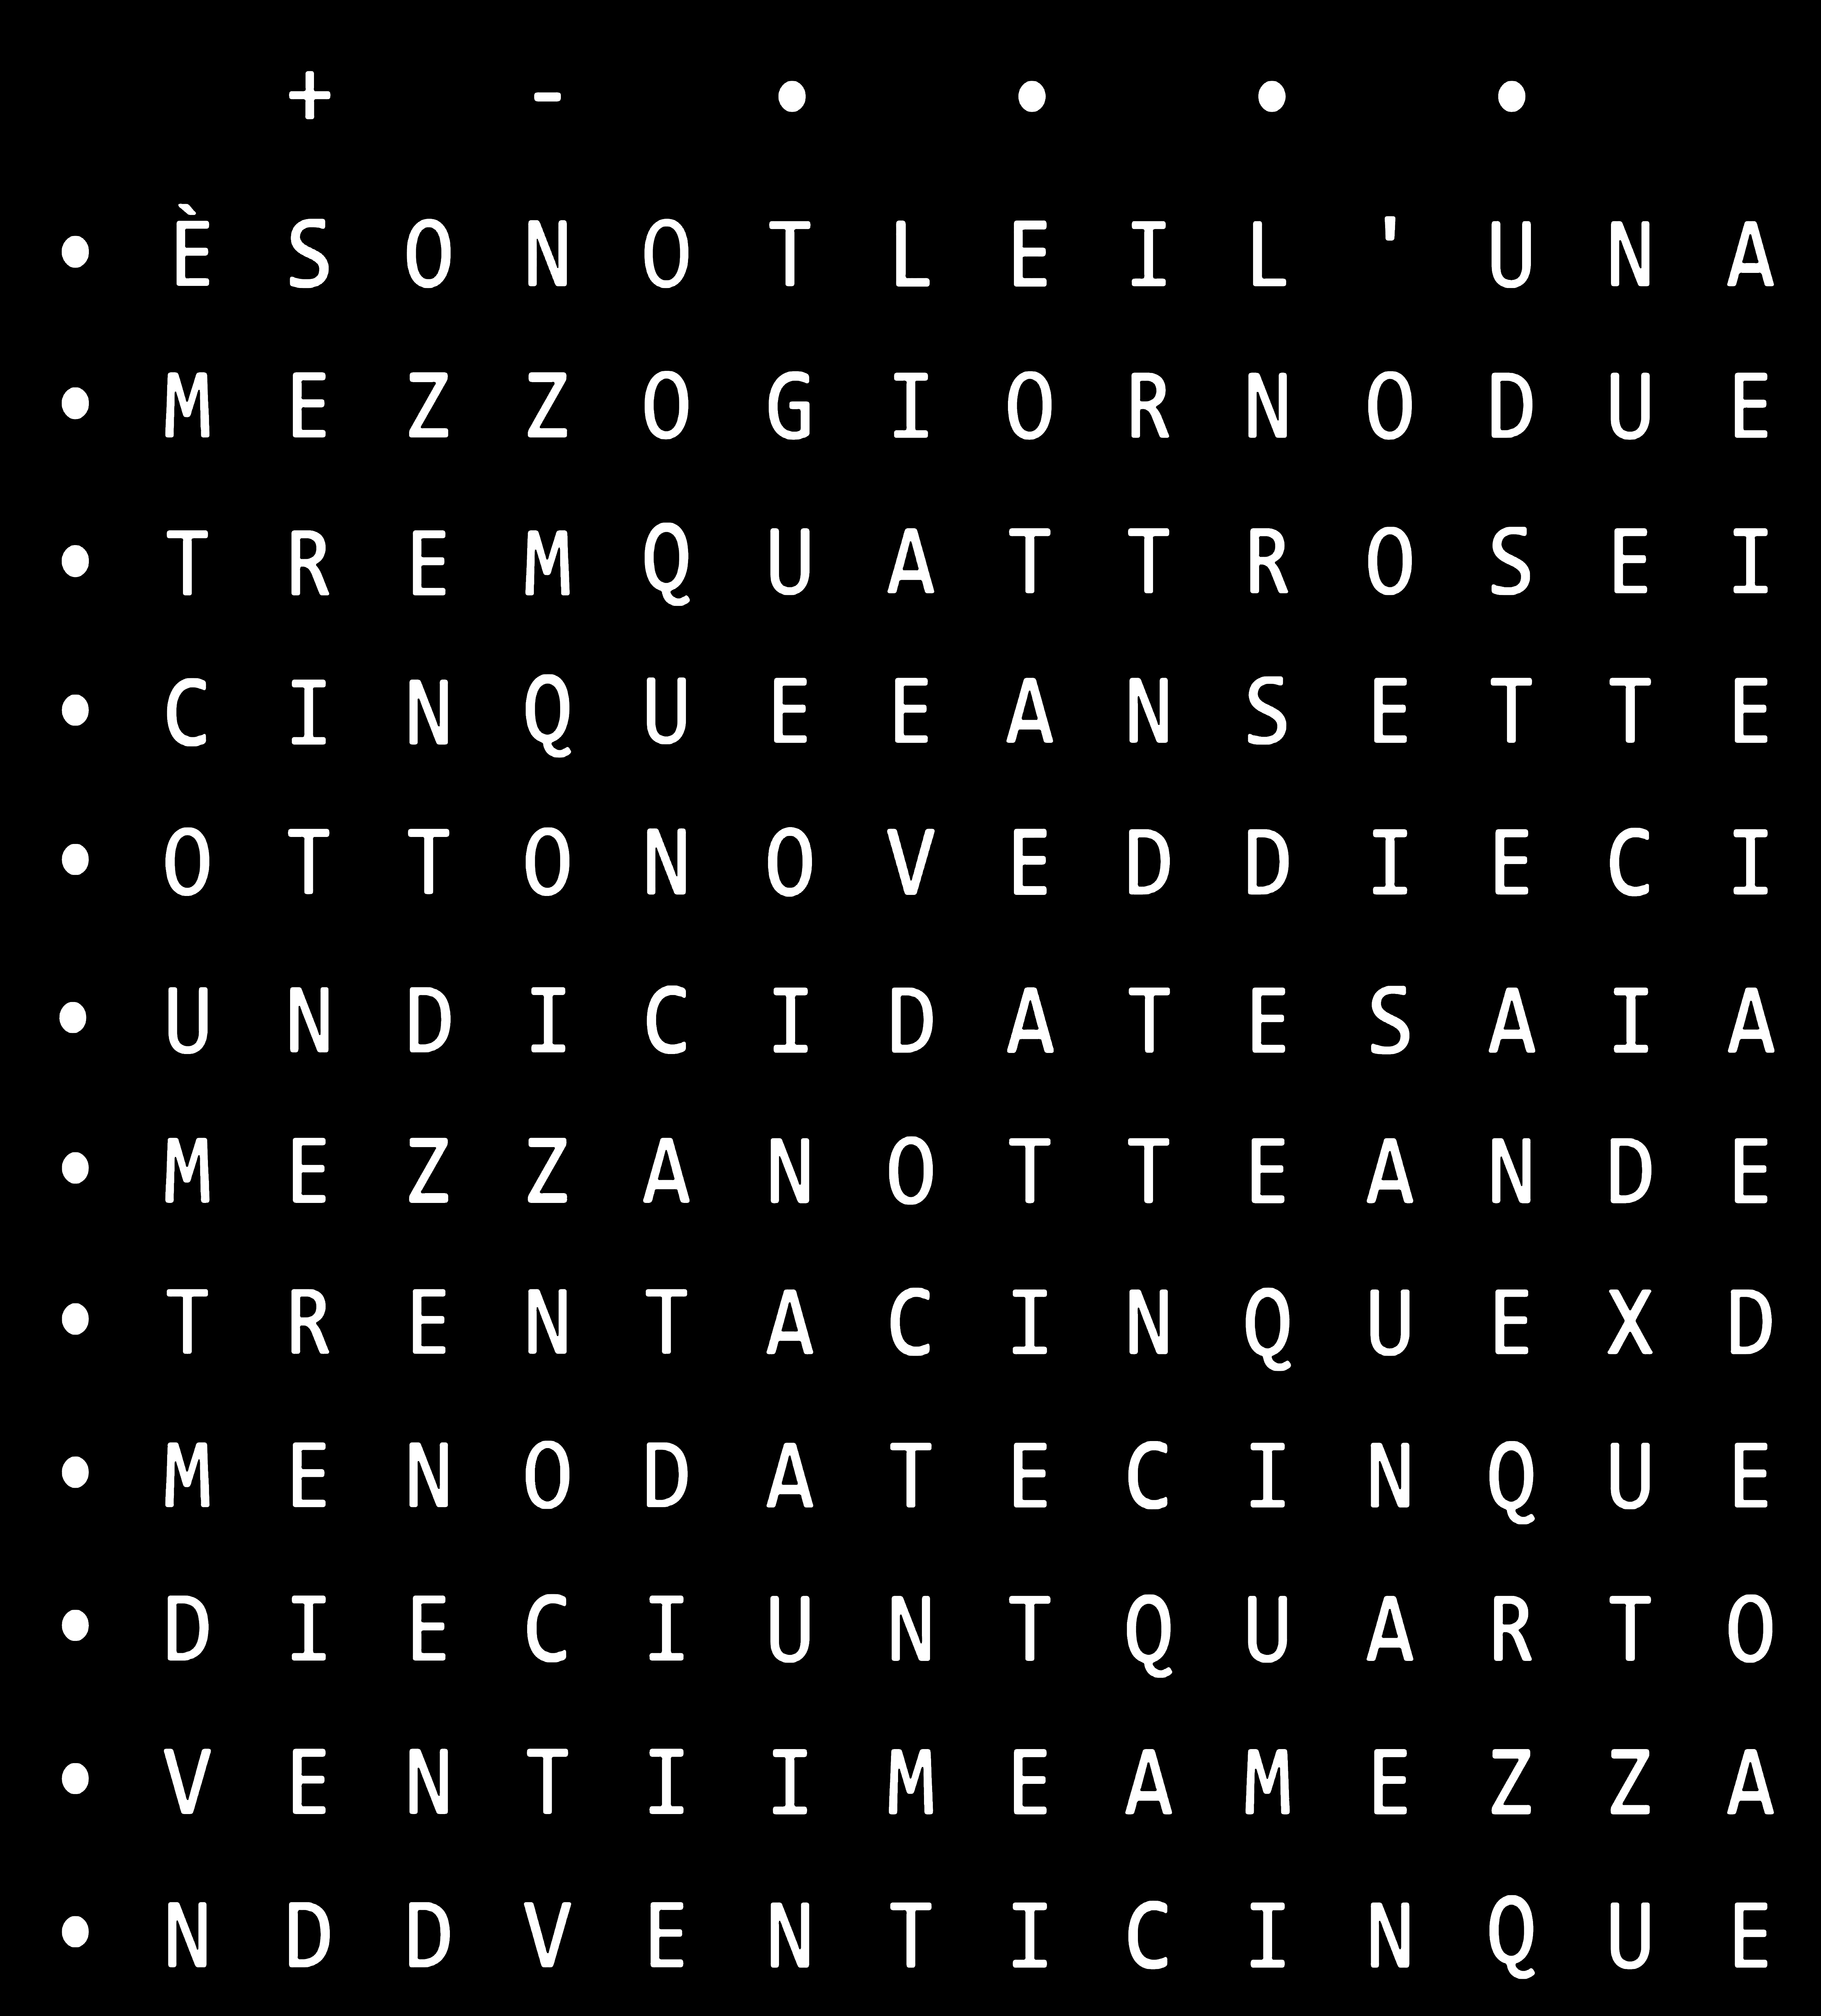 + - • • • •
• È S O N O T L E I L ' U N A
• M E Z Z O G I O R N O D U E
• T R E M Q U A T T R O S E I
• C I N Q U E E A N S E T T E
• O T T O N O V E D D I E C I
• U N D I C I D A T E S A I A
• M E Z Z A N O T T E A N D E
• T R E N T A C I N Q U E X D
• M E N O D A T E C I N Q U E
• D I E C I U N T Q U A R T O
• V E N T I I M E A M E Z Z A
• N D D V E N T I C I N Q U E